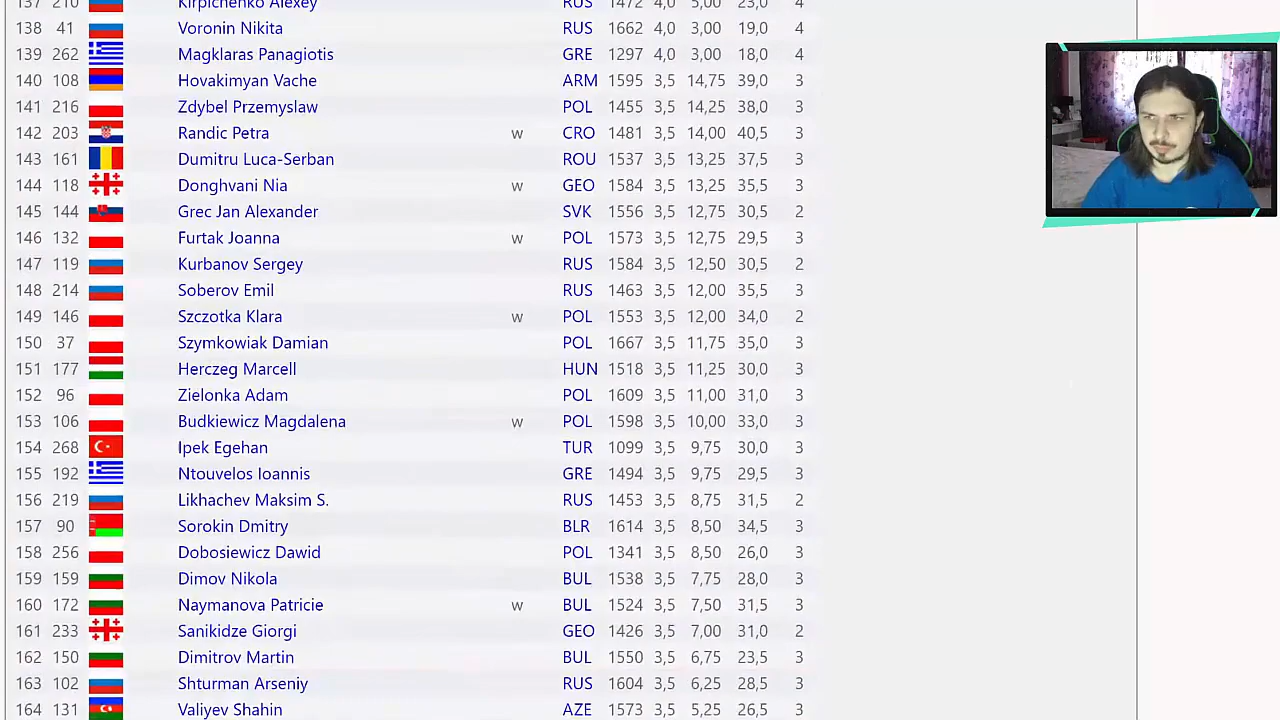 137 210 Kirpichenko Alexey RUS 1472 4,0 5,00 23,0 4
138 41 Voronin Nikita RUS 1662 4,0 3,00 19,0 4
139 262 Magklaras Panagiotis GRE 1297 4,0 3,00 18,0 4
140 108 Hovakimyan Vache ARM 1595 3,5 14,75 39,0 3
141 216 Zdybel Przemyslaw POL 1455 3,5 14,25 38,0 3
142 203 Randic Petra w CRO 1481 3,5 14,00 40,5 3
143 161 Dumitru Luca-Serban ROU 1537 3,5 13,25 37,5 3
144 118 Donghvani Nia w GEO 1584 3,5 13,25 35,5 3
145 144 Grec Jan Alexander SVK 1556 3,5 12,75 30,5 2
146 132 Furtak Joanna w POL 1573 3,5 12,75 29,5 3
147 119 Kurbanov Sergey RUS 1584 3,5 12,50 30,5 2
148 214 Soberov Emil RUS 1463 3,5 12,00 35,5 3
149 146 Szczotka Klara w POL 1553 3,5 12,00 34,0 2
150 37 Szymkowiak Damian POL 1667 3,5 11,75 35,0 3
151 177 Herczeg Marcell HUN 1518 3,5 11,25 30,0 3
152 96 Zielonka Adam POL 1609 3,5 11,00 31,0 3
153 106 Budkiewicz Magdalena w POL 1598 3,5 10,00 33,0 3
154 268 Ipek Egehan TUR 1099 3,5 9,75 30,0 3
155 192 Ntouvelos Ioannis GRE 1494 3,5 9,75 29,5 3
156 219 Likhachev Maksim S. RUS 1453 3,5 8,75 31,5 2
157 90 Sorokin Dmitry BLR 1614 3,5 8,50 34,5 3
158 256 Dobosiewicz Dawid POL 1341 3,5 8,50 26,0 3
159 159 Dimov Nikola BUL 1538 3,5 7,75 28,0 3
160 172 Naymanova Patricie w BUL 1524 3,5 7,50 31,5 3
161 233 Sanikidze Giorgi GEO 1426 3,5 7,00 31,0 2
162 150 Dimitrov Martin BUL 1550 3,5 6,75 23,5 3
163 102 Shturman Arseniy RUS 1604 3,5 6,25 28,5 3
164 131 Valiyev Shahin AZE 1573 3,5 5,25 26,5 3